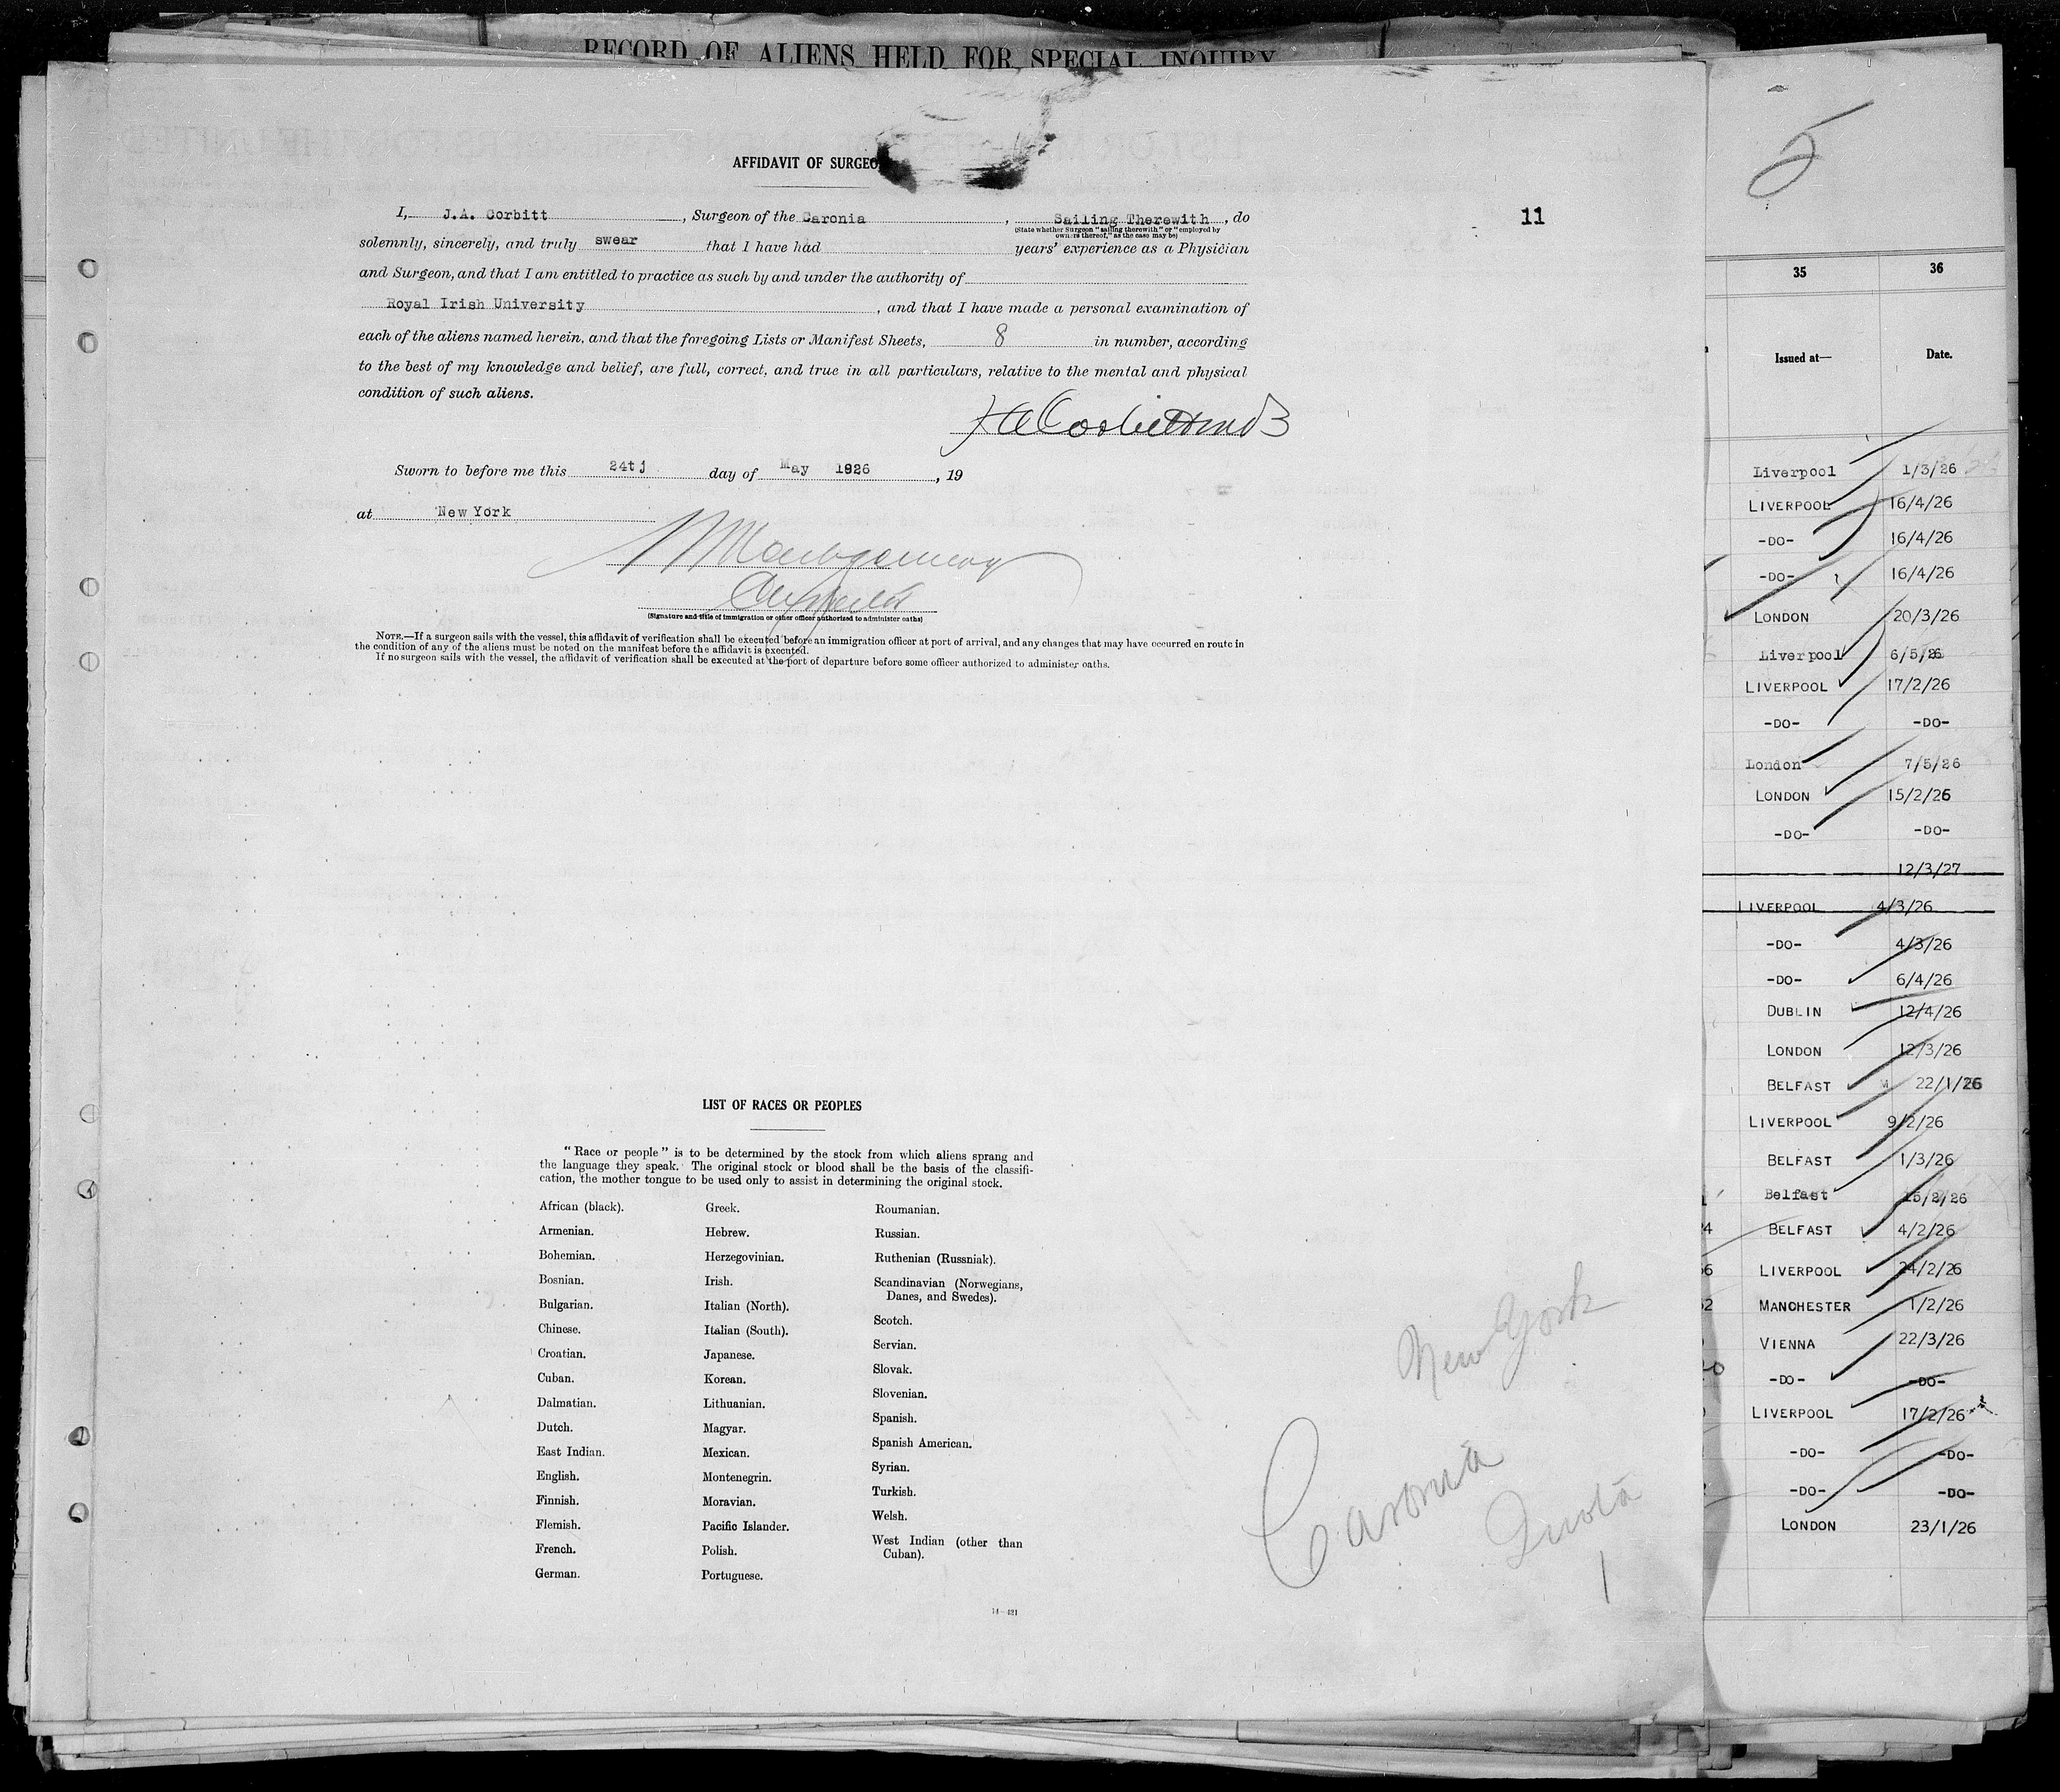 RECORD OF ALIENS HELD FOR SPECIAL INQUIRY
AFFIDAVIT OF SURGEO
11
I, J.A. Corbitt , Surgeon of the Caronia , Sailing Therewith , do
(State whether Surgeon "sailing therewith" or "employed by
owners thereof," as the case may be)
solemnly, sincerely, and truly swear that I have had years' experience as a Physician
and Surgeon, and that I am entitled to practice as such by and under the authority of
Royal Irish University , and that I have made a personal examination of
each of the aliens named herein, and that the foregoing Lists or Manifest Sheets, 8 in number, according
to the best of my knowledge and belief, are full, correct, and true in all particulars, relative to the mental and physical
condition of such aliens.
Sworn to before me this 24tj day of May 1926 , 19
at New York
(Signature and title of immigration or other officer authorized to administer oaths)
NOTE.—If a surgeon sails with the vessel, this affidavit of verification shall be executed before an immigration officer at port of arrival, and any changes that may have occurred en route in
the condition of any of the aliens must be noted on the manifest before the affidavit is executed.
If no surgeon sails with the vessel, the affidavit of verification shall be executed at the port of departure before some officer authorized to administer oaths.
LIST OF RACES OR PEOPLES
"Race or people" is to be determined by the stock from which aliens sprang and
the language they speak. The original stock or blood shall be the basis of the classifi-
cation, the mother tongue to be used only to assist in determining the original stock.
African (black).
Armenian.
Bohemian.
Bosnian.
Bulgarian.
Chinese.
Croatian.
Cuban.
Dalmatian.
Dutch.
East Indian.
English.
Finnish.
Flemish.
French.
German.
Greek.
Hebrew.
Herzegovinian.
Irish.
Italian (North).
Italian (South).
Japanese.
Korean.
Lithuanian.
Magyar.
Mexican.
Montenegrin.
Moravian.
Pacific Islander.
Polish.
Portuguese.
Roumanian.
Russian.
Ruthenian (Russniak).
Scandinavian (Norwegians,
Danes, and Swedes).
Scotch.
Servian.
Slovak.
Slovenian.
Spanish.
Spanish American.
Syrian.
Turkish.
Welsh.
West Indian (other than
Cuban).
New York
Caronia
Quota
1
35 36
Issued at— Date.
Liverpool 1/3/26
LIVERPOOL 16/4/26
-DO- 16/4/26
-DO- 16/4/26
LONDON 20/3/26
Liverpool 6/5/26
LIVERPOOL 17/2/26
-DO- -DO-
London 7/5/26
LONDON 15/2/26
-DO- -DO-
12/3/27
LIVERPOOL 4/3/26
-DO- 4/3/26
-DO- 6/4/26
DUBLIN 12/4/26
LONDON 12/3/26
BELFAST 22/1/26
LIVERPOOL 9/2/26
BELFAST 1/3/26
Belfast 15/2/26
BELFAST 4/2/26
LIVERPOOL 24/2/26
MANCHESTER 1/2/26
VIENNA 22/3/26
-DO- -DO-
LIVERPOOL 17/2/26
-DO- -DO-
-DO- -DO-
LONDON 23/1/26